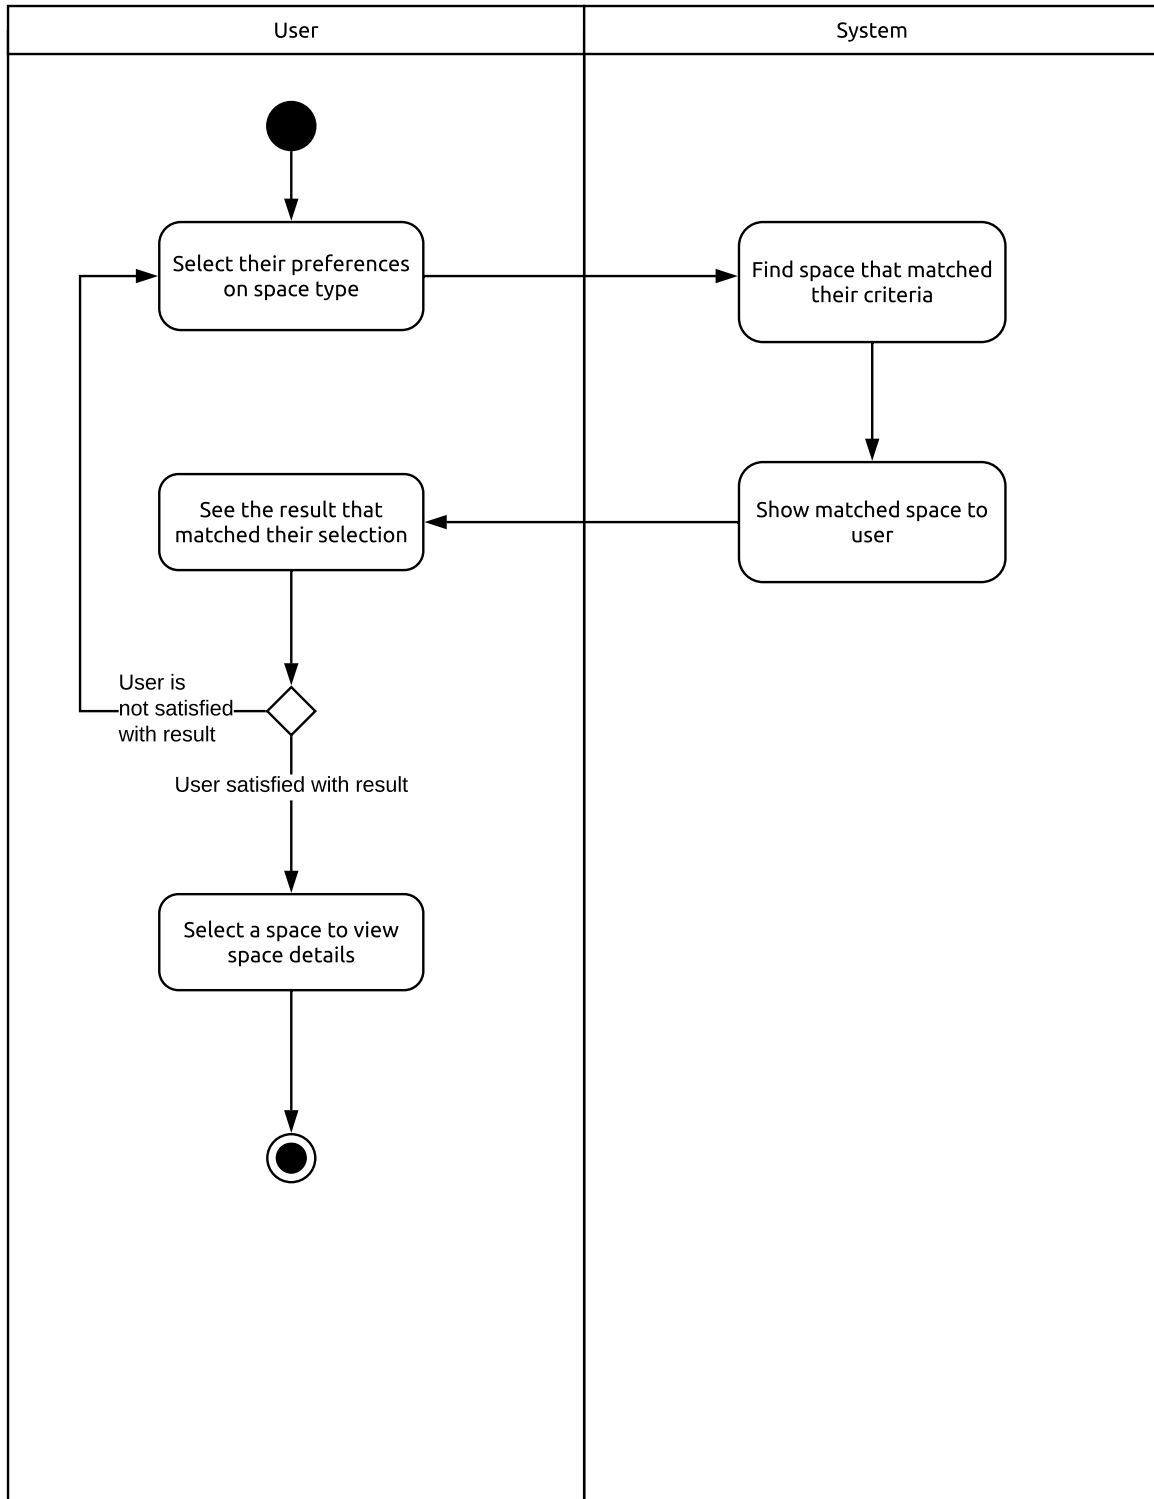 User
System
Select their preferences
on space type
Find space that matched
their criteria
See the result that
matched their selection
Show matched space to
user
User is
not satisfied
with result
User satisfied with result
Select a space to view
space details